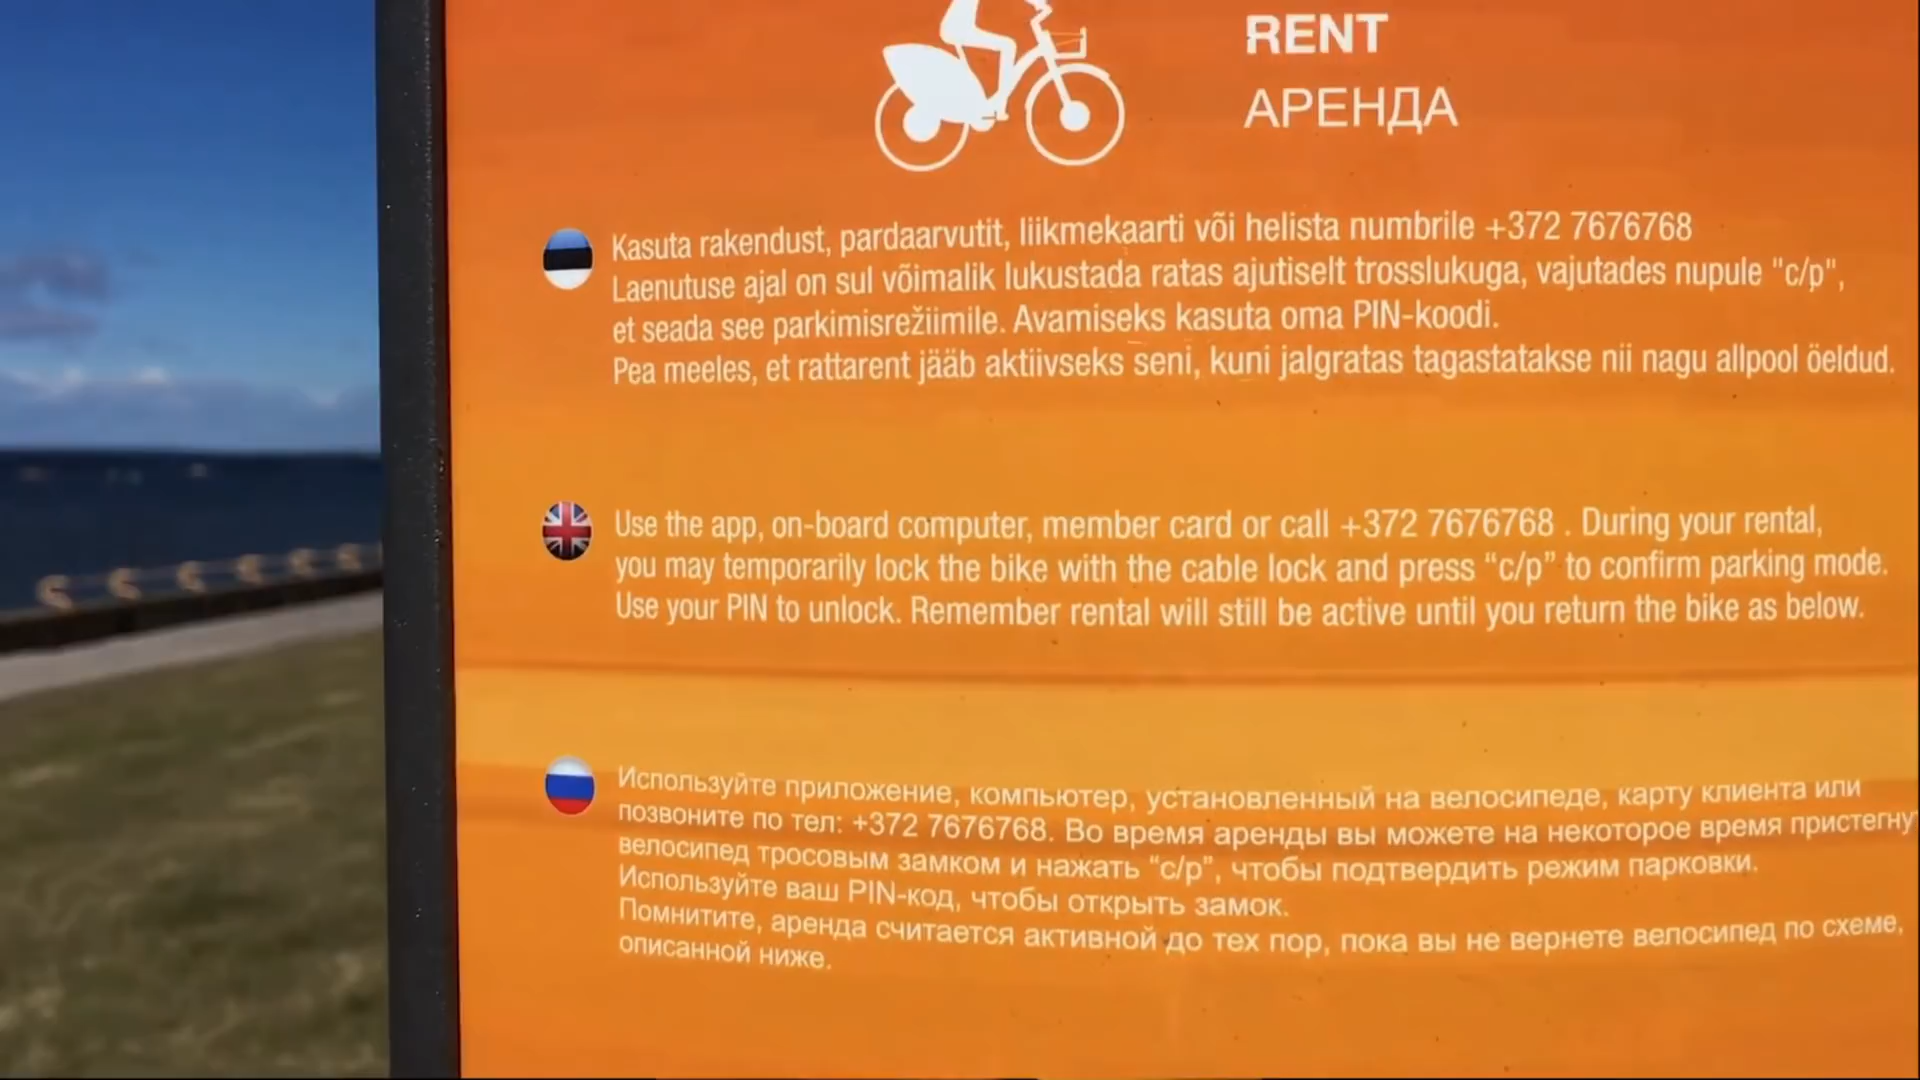 RENT
АРЕНДА
Kasuta rakendust, pardaarvutit, liikmekaarti või helista numbrile +372 7676768
Laenutuse ajal on sul võimalik lukustada ratas ajutiselt trosslukuga, vajutades nupule "c/p",
et seada see parkimisrežiimile. Avamiseks kasuta oma PIN-koodi.
Pea meeles, et rattarent jääb aktiivseks seni, kuni jalgratas tagastatakse nii nagu allpool öeldud.
Use the app, on-board computer, member card or call +372 7676768 . During your rental,
you may temporarily lock the bike with the cable lock and press “c/p” to confirm parking mode.
Use your PIN to unlock. Remember rental will still be active until you return the bike as below.
Используйте приложение, компьютер, установленный на велосипеде, карту клиента или
позвоните по тел: +372 7676768. Во время аренды вы можете на некоторое время пристегну
велосипед тросовым замком и нажать “c/p”, чтобы подтвердить режим парковки.
Используйте ваш PIN-код, чтобы открыть замок.
Помнитите, аренда считается активной до тех пор, пока вы не вернете велосипед по схеме,
описанной ниже.